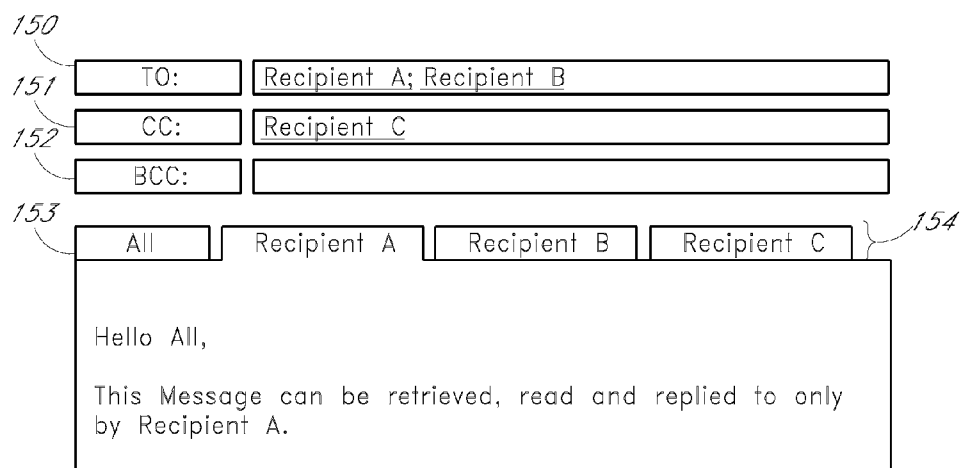 150
TO: Recipient A; Recipient B
151
CC: Recipient C
152
BCC:
153
All Recipient A Recipient B Recipient C 154
Hello All,
This Message can be retrieved, read and replied to only
by Recipient A.